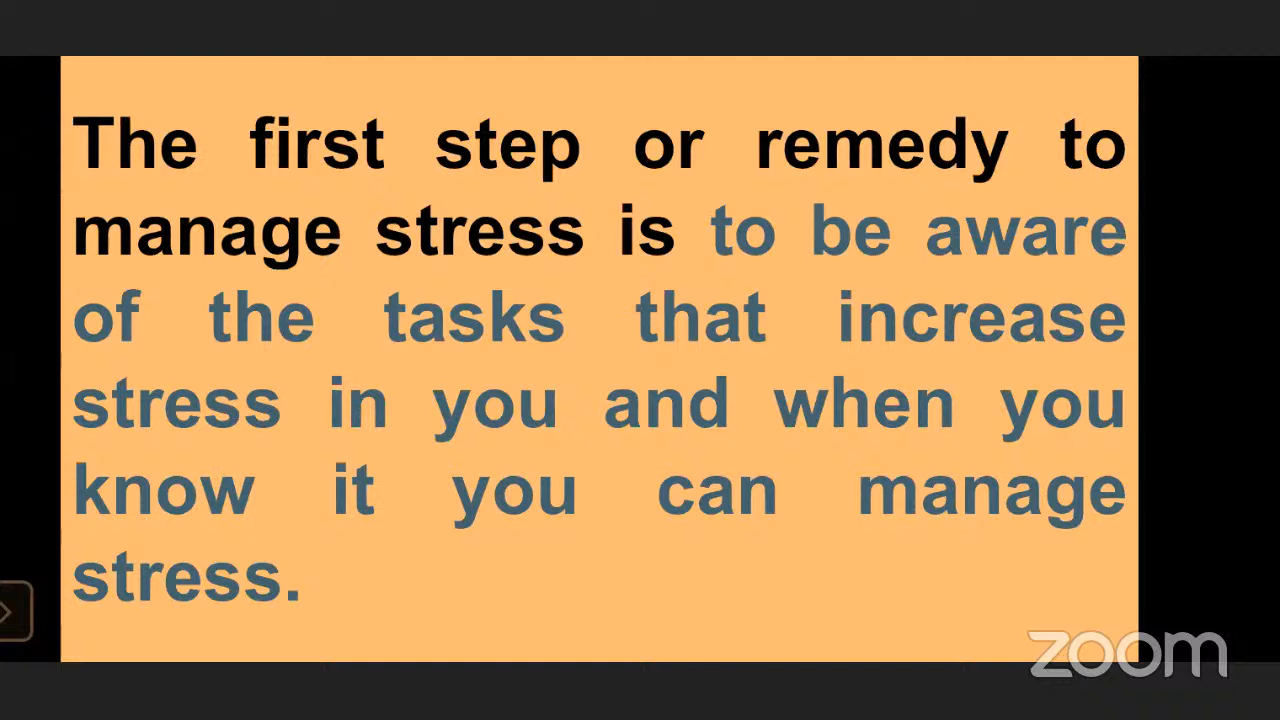 The first step or remedy to
manage stress is to be aware
of the tasks that increase
stress in you and when you
know it you can manage
stress.
zoom